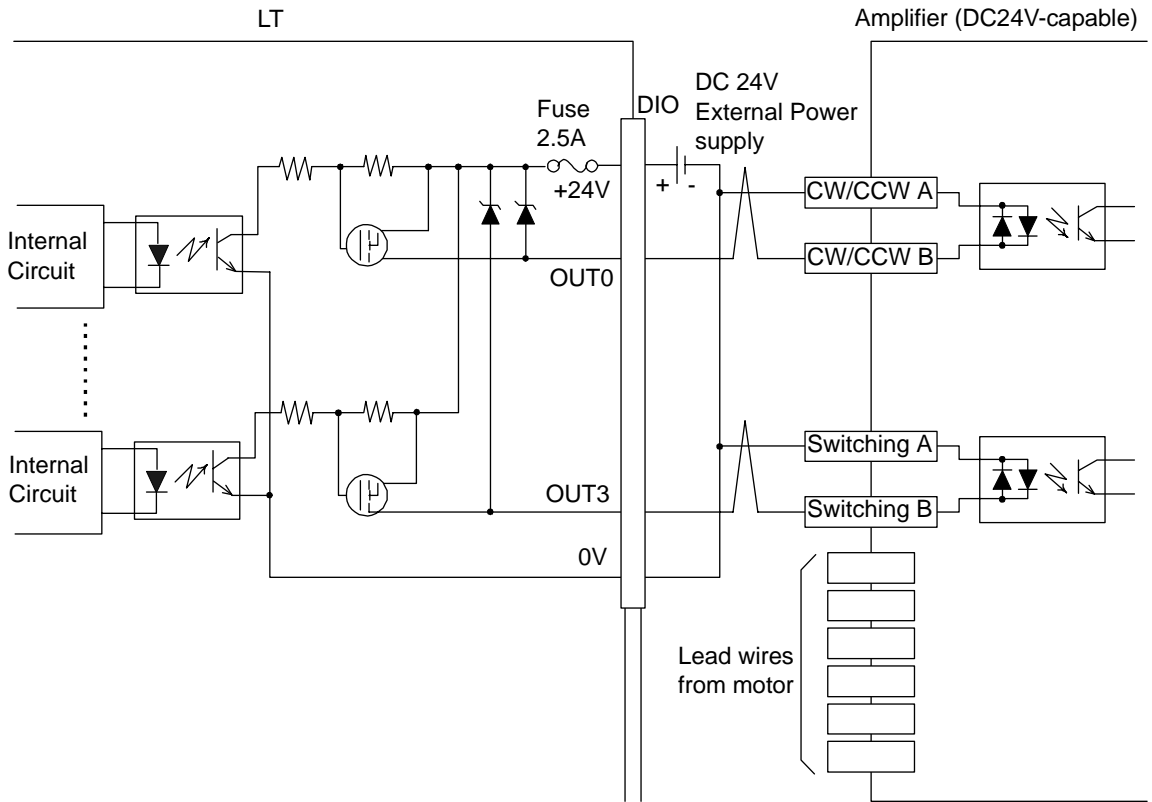 LT
Amplifier (DC24V-capable)
DIO
DC 24V
External Power
supply
Fuse
2.5A
+24V
+ -
CW/CCW A
CW/CCW B
Internal
Circuit
OUT0
Internal
Circuit
Switching A
OUT3
Switching B
0V
Lead wires
from motor